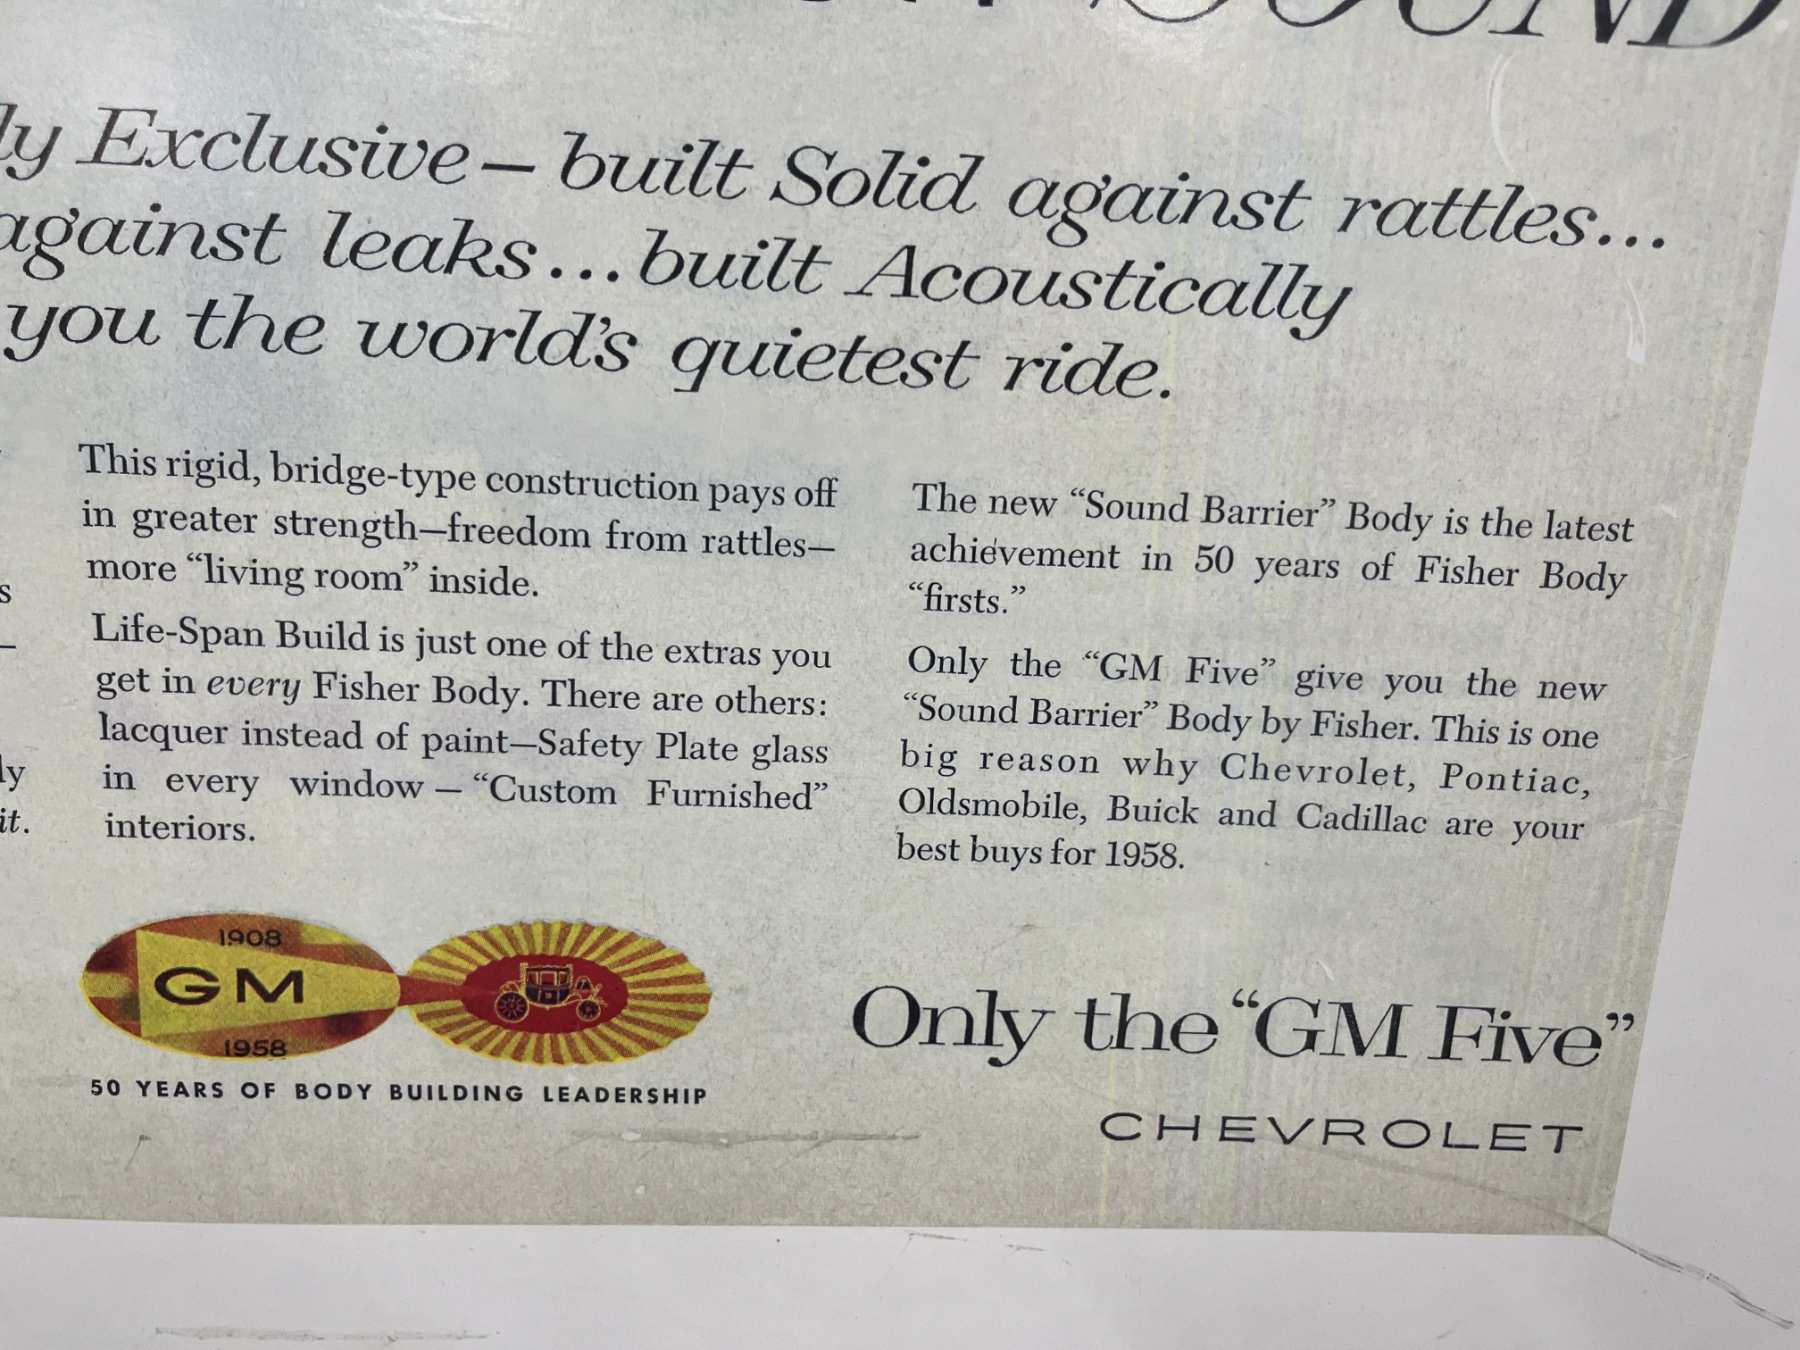 SOUND
ly Exclusive – built Solid against rattles...
against leaks... built Acoustically
you the world's quietest ride.
s
–
ly
it.
This rigid, bridge-type construction pays off
in greater strength—freedom from rattles—
more “living room” inside.
Life-Span Build is just one of the extras you
get in every Fisher Body. There are others:
lacquer instead of paint—Safety Plate glass
in every window — “Custom Furnished”
interiors.
The new “Sound Barrier” Body is the latest
achievement in 50 years of Fisher Body
“firsts.”
Only the “GM Five” give you the new
“Sound Barrier” Body by Fisher. This is one
big reason why Chevrolet, Pontiac,
Oldsmobile, Buick and Cadillac are your
best buys for 1958.
1908
GM
1958
50 YEARS OF BODY BUILDING LEADERSHIP
Only the “GM Five”
CHEVROLET